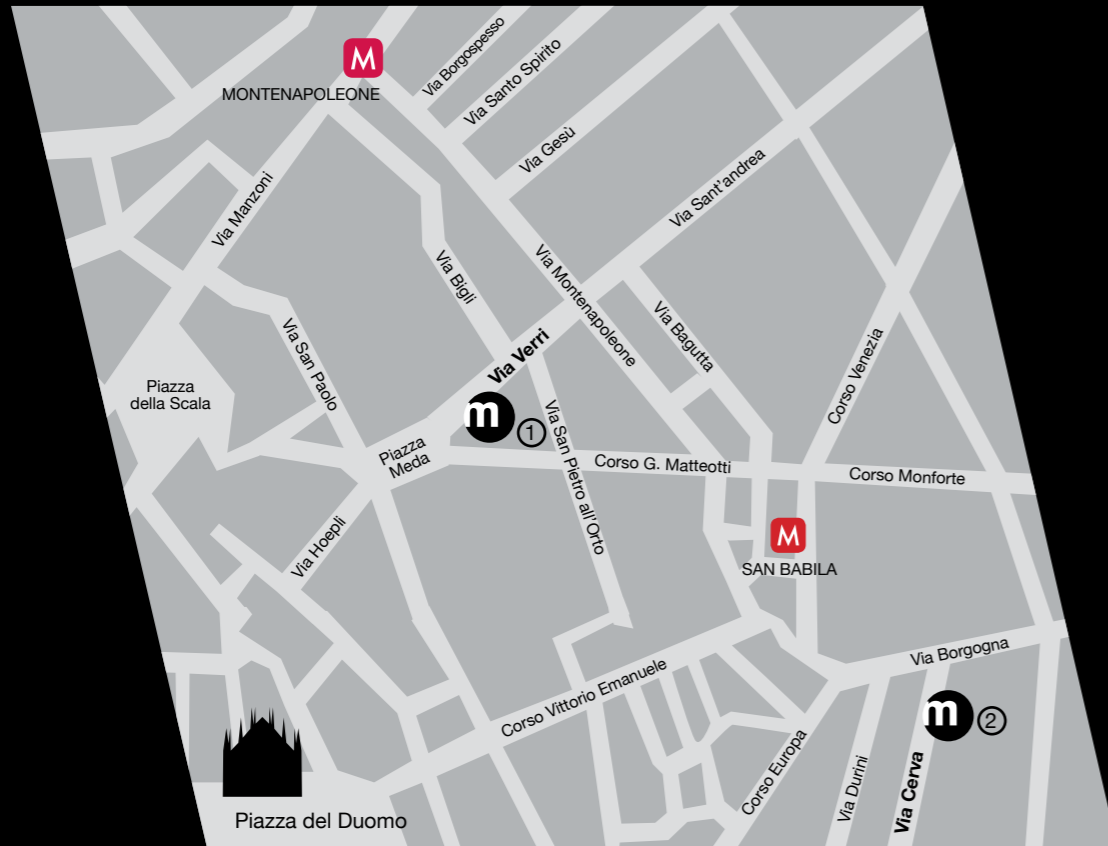 M
MONTENAPOLEONE
Via Borgospesso
Via Santo Spirito
Via Gesù
Via Sant'andrea
Via Manzoni
Via Bigli
Via Montenapoleone
Via Bagutta
Corso Venezia
Via San Paolo
Via Verri
Piazza
della Scala
m
1
Via San Pietro all'Orto
Piazza
Meda
Corso G. Matteotti
Corso Monforte
Via Hoepli
M
SAN BABILA
Via Borgogna
Corso Vittorio Emanuele
m
2
Corso Europa
Via Durini
Via Cerva
Piazza del Duomo